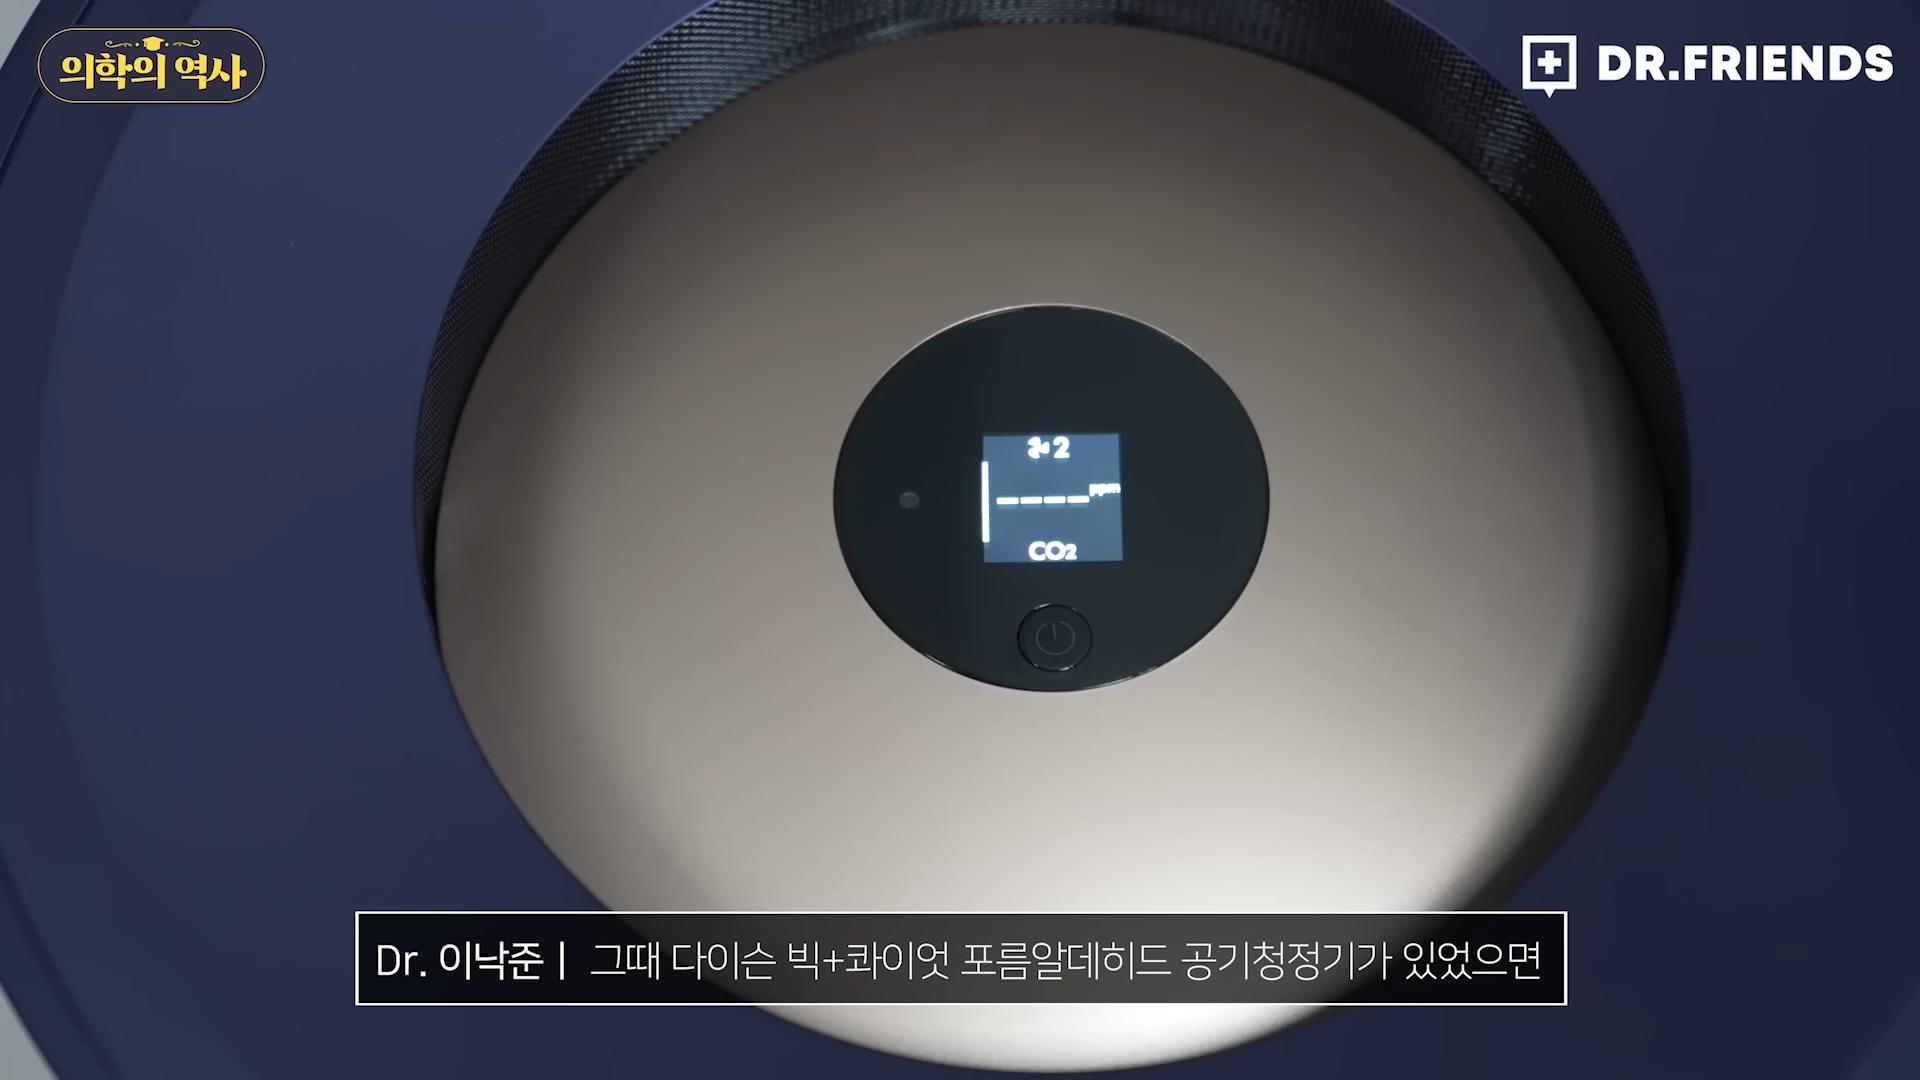 의학의 역사
DR.FRIENDS
2
ppm
CO2
Dr. 이낙준 | 그때 다이슨 빅+콰이엇 포름알데히드 공기청정기가 있었으면